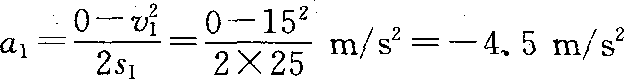 a₁ = (0 − v₁²)/(2s₁) = (0 − 15²)/(2 × 25) m/s² = −4.5 m/s²